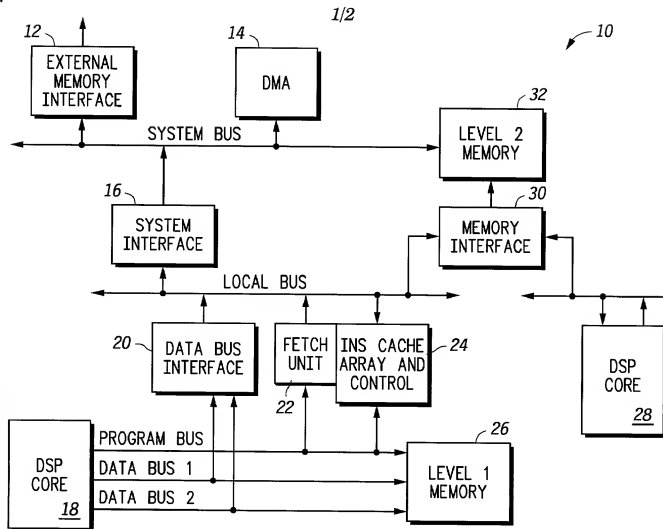 1/2
10
12
EXTERNAL
MEMORY
INTERFACE
14
DMA
32
LEVEL 2
MEMORY
SYSTEM BUS
16
SYSTEM
INTERFACE
30
MEMORY
INTERFACE
LOCAL BUS
20
DATA BUS
INTERFACE
FETCH
UNIT
22
INS CACHE
ARRAY AND
CONTROL
24
DSP
CORE
28
DSP
CORE
18
PROGRAM BUS
DATA BUS 1
DATA BUS 2
26
LEVEL 1
MEMORY